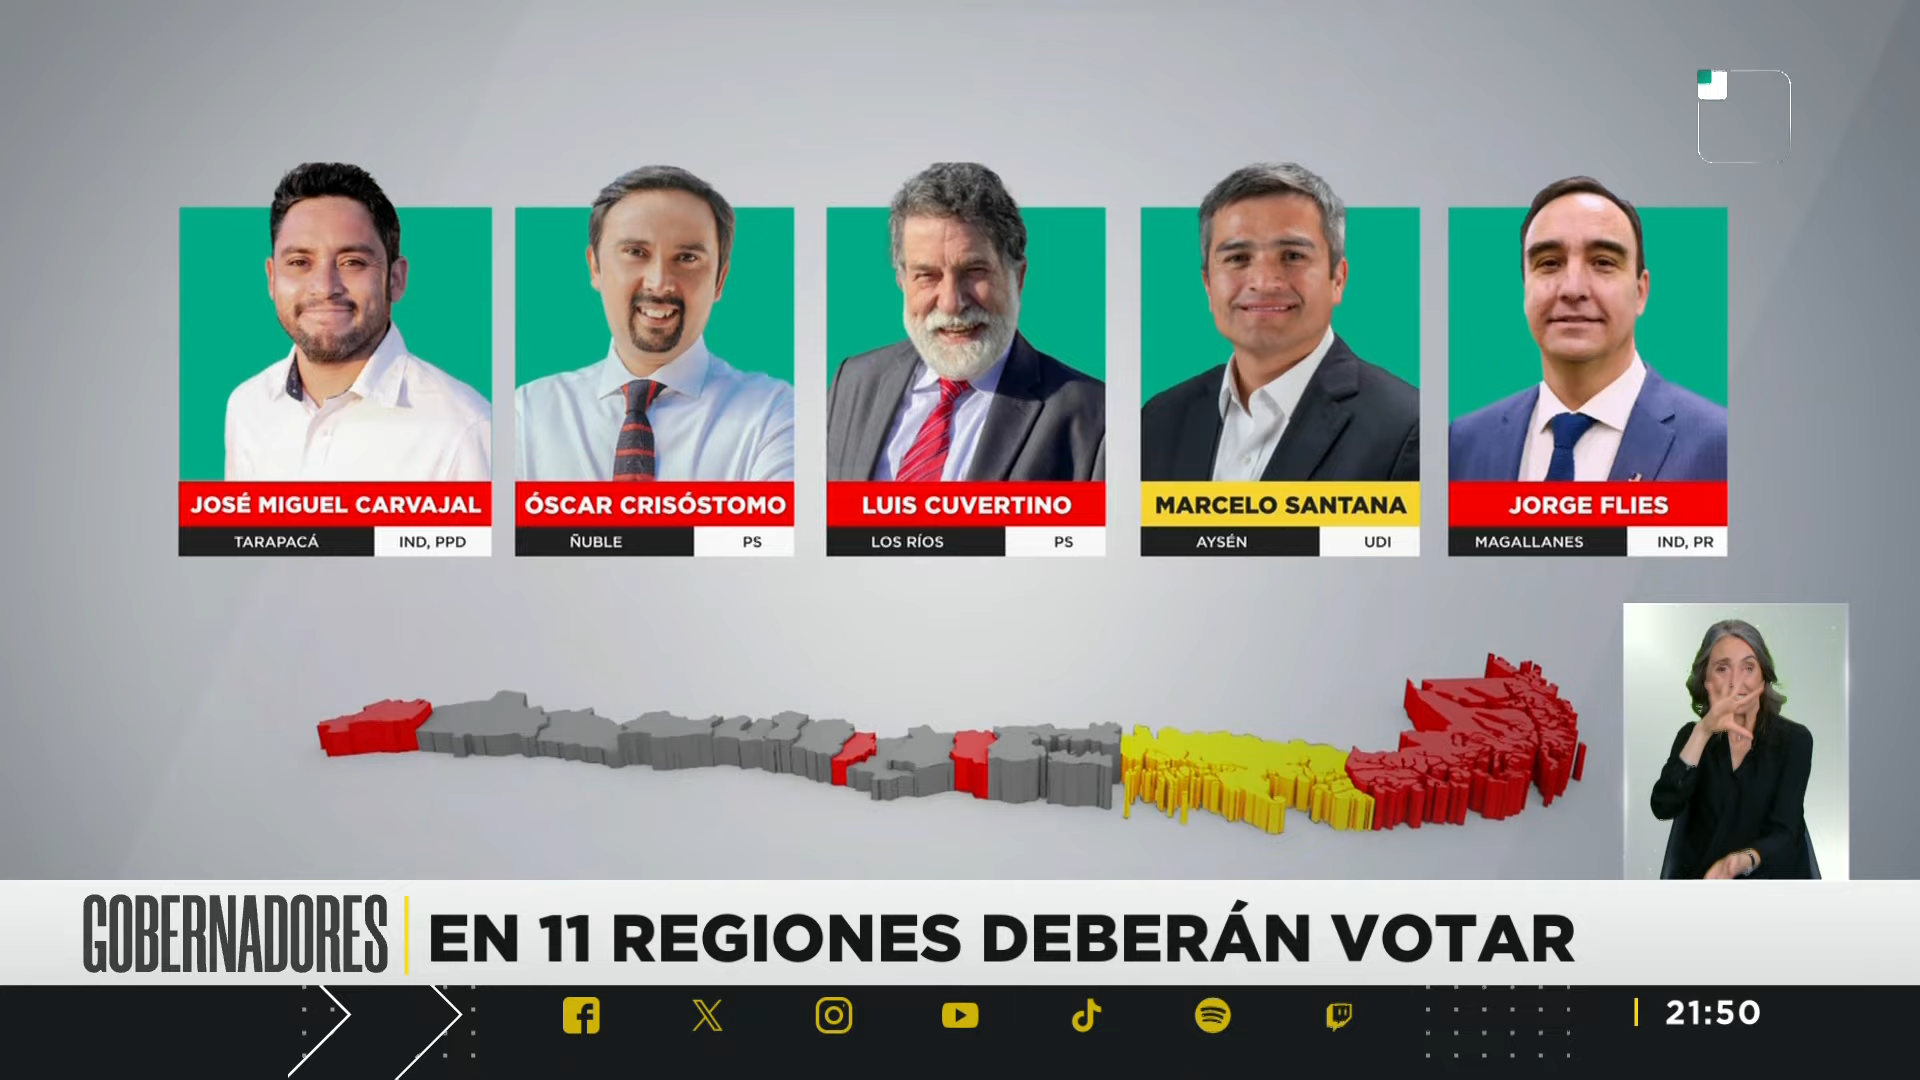 JOSÉ MIGUEL CARVAJAL
TARAPACÁ IND, PPD
ÓSCAR CRISÓSTOMO
ÑUBLE PS
LUIS CUVERTINO
LOS RÍOS PS
MARCELO SANTANA
AYSÉN UDI
JORGE FLIES
MAGALLANES IND, PR
GOBERNADORES
EN 11 REGIONES DEBERÁN VOTAR
21:50